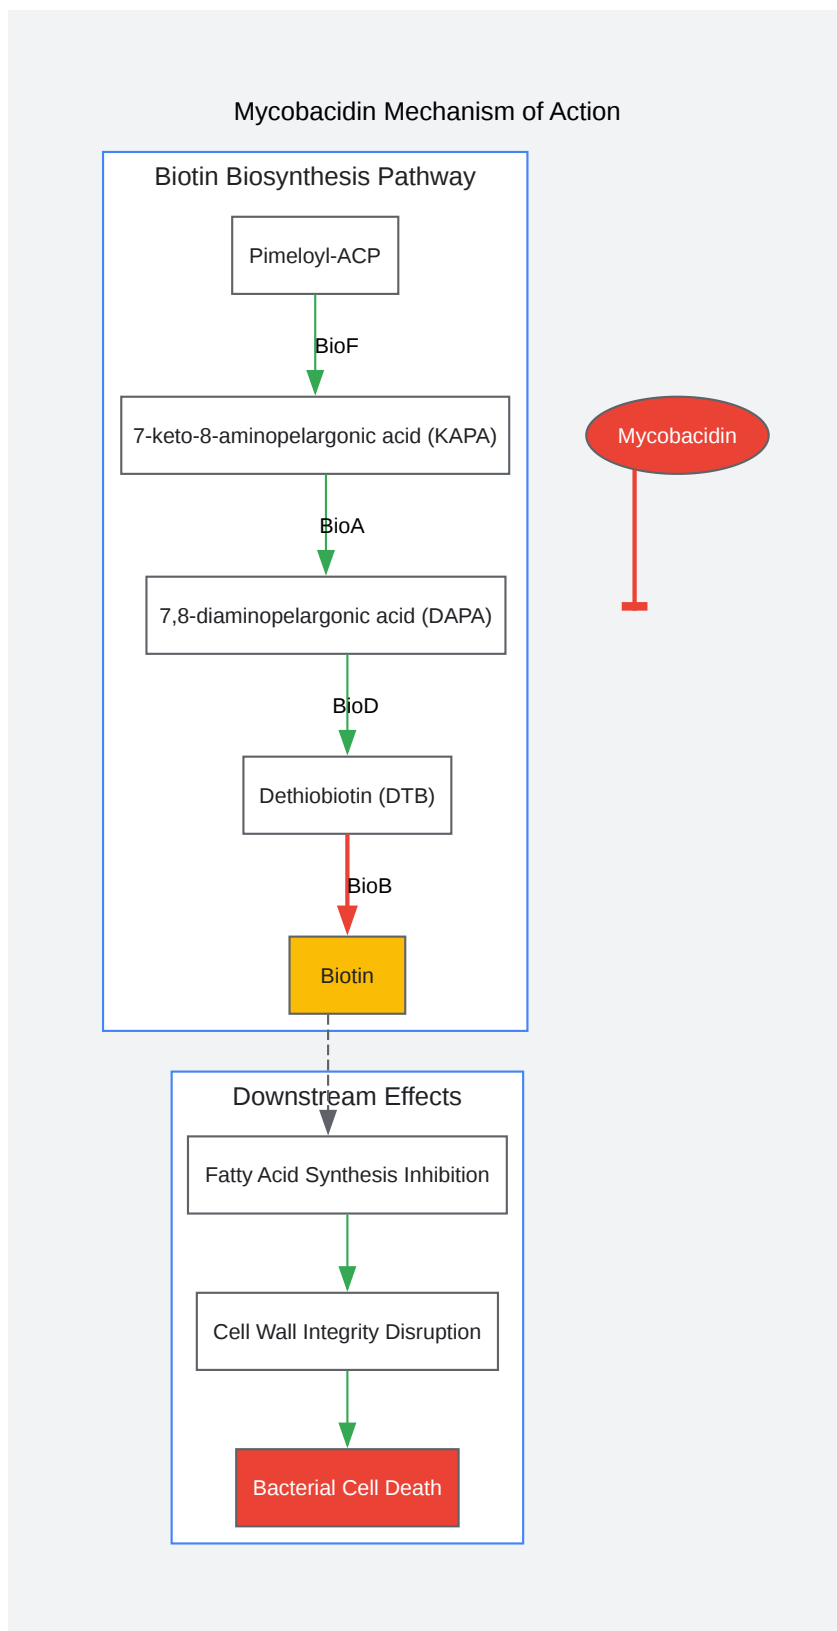 Mycobacidin Mechanism of Action
Biotin Biosynthesis Pathway
Pimeloyl-ACP
BioF
7-keto-8-aminopelargonic acid (KAPA)
Mycobacidin
BioA
7,8-diaminopelargonic acid (DAPA)
BioD
Dethiobiotin (DTB)
BioB
Biotin
Downstream Effects
Fatty Acid Synthesis Inhibition
Cell Wall Integrity Disruption
Bacterial Cell Death